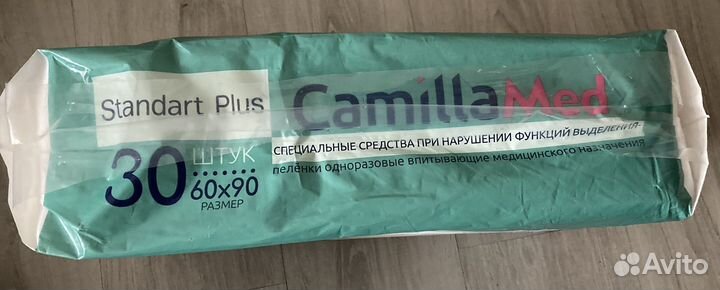 Standart Plus
CamillaMed
30 ШТУК
60x90
РАЗМЕР
СПЕЦИАЛЬНЫЕ СРЕДСТВА ПРИ НАРУШЕНИИ ФУНКЦИЙ ВЫДЕЛЕНИЯ-
пелёнки одноразовые впитывающие медицинского назначения
Avito